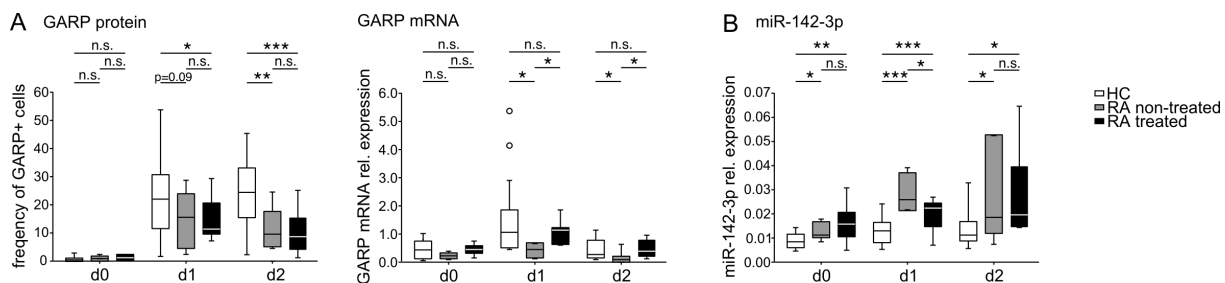 A GARP protein
n.s.
n.s.
n.s.
*
n.s.
p=0.09
***
n.s.
**
freqency of GARP+ cells
60
50
40
30
20
10
0
d0 d1 d2
GARP mRNA
n.s.
n.s.
n.s.
n.s.
*
*
n.s.
*
*
GARP mRNA rel. expression
6.0
5.0
4.0
3.0
2.0
1.0
0.0
d0 d1 d2
B miR-142-3p
**
n.s.
*
***
*
***
*
n.s.
*
miR-142-3p rel. expression
0.07
0.06
0.05
0.04
0.03
0.02
0.01
0.00
d0 d1 d2
HC
RA non-treated
RA treated